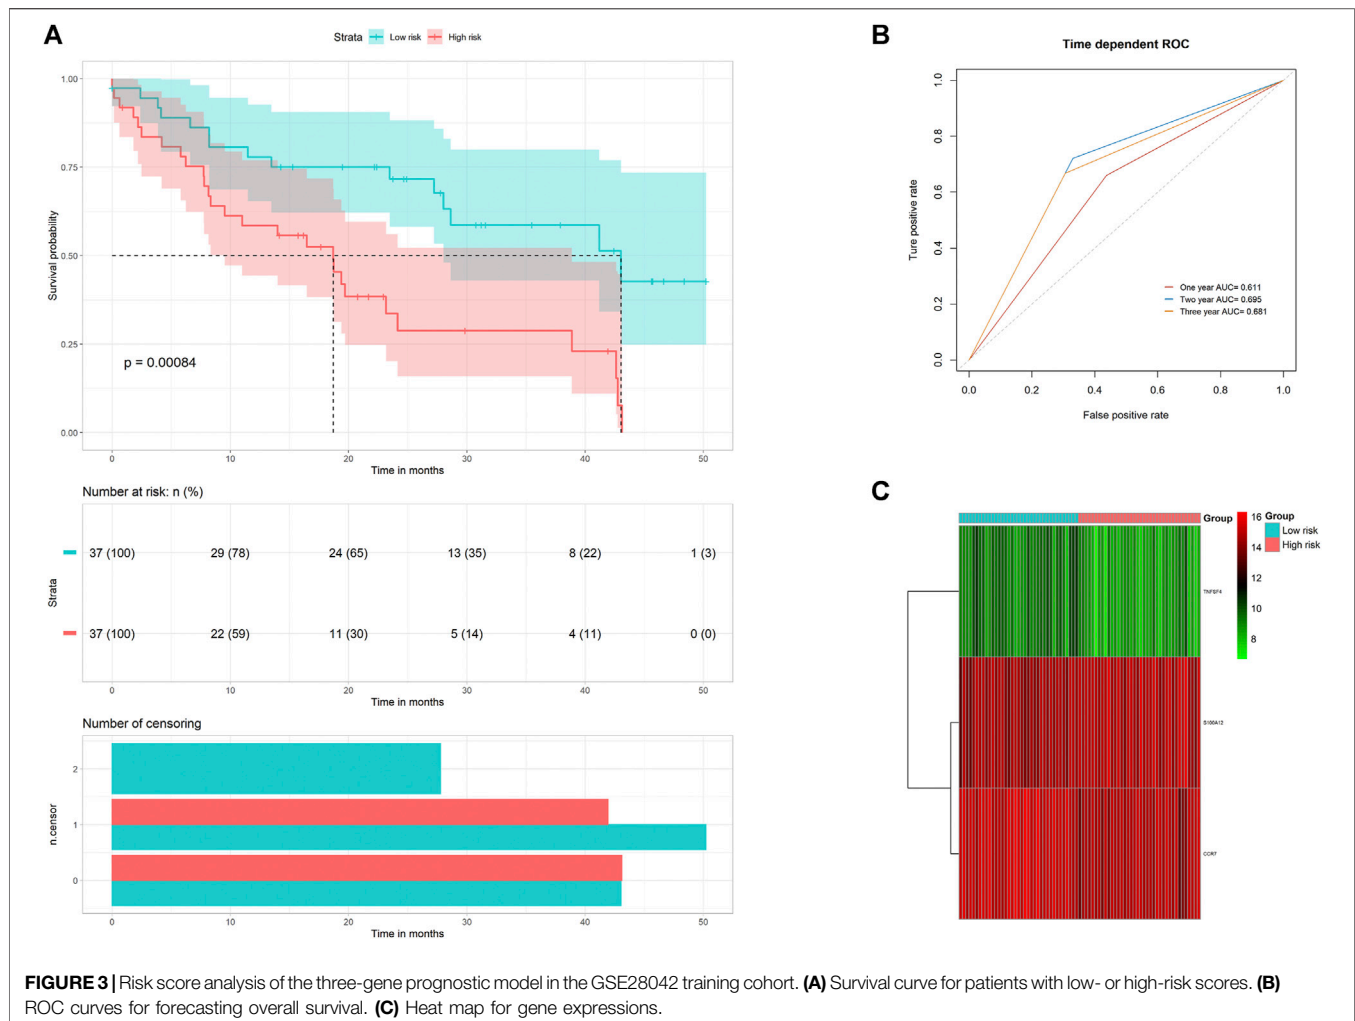 A
Strata Low risk High risk
1.00
0.75
0.50
0.25
0.00
Survival probability
p = 0.00084
0 10 20 30 40 50
Time in months
Number at risk: n (%)
Strata
37 (100) 29 (78) 24 (65) 13 (35) 8 (22) 1 (3)
37 (100) 22 (59) 11 (30) 5 (14) 4 (11) 0 (0)
0 10 20 30 40 50
Time in months
Number of censoring
n.censor
2
1
0
0 10 20 30 40 50
Time in months
B
Time dependent ROC
Ture positive rate
1.0
0.8
0.6
0.4
0.2
0.0
One year AUC= 0.611
Two year AUC= 0.695
Three year AUC= 0.681
0.0 0.2 0.4 0.6 0.8 1.0
False positive rate
C
Group
16
14
12
10
8
Group
Low risk
High risk
TNFSF4
S100A12
CCR7
FIGURE 3 | Risk score analysis of the three-gene prognostic model in the GSE28042 training cohort. (A) Survival curve for patients with low- or high-risk scores. (B)
ROC curves for forecasting overall survival. (C) Heat map for gene expressions.